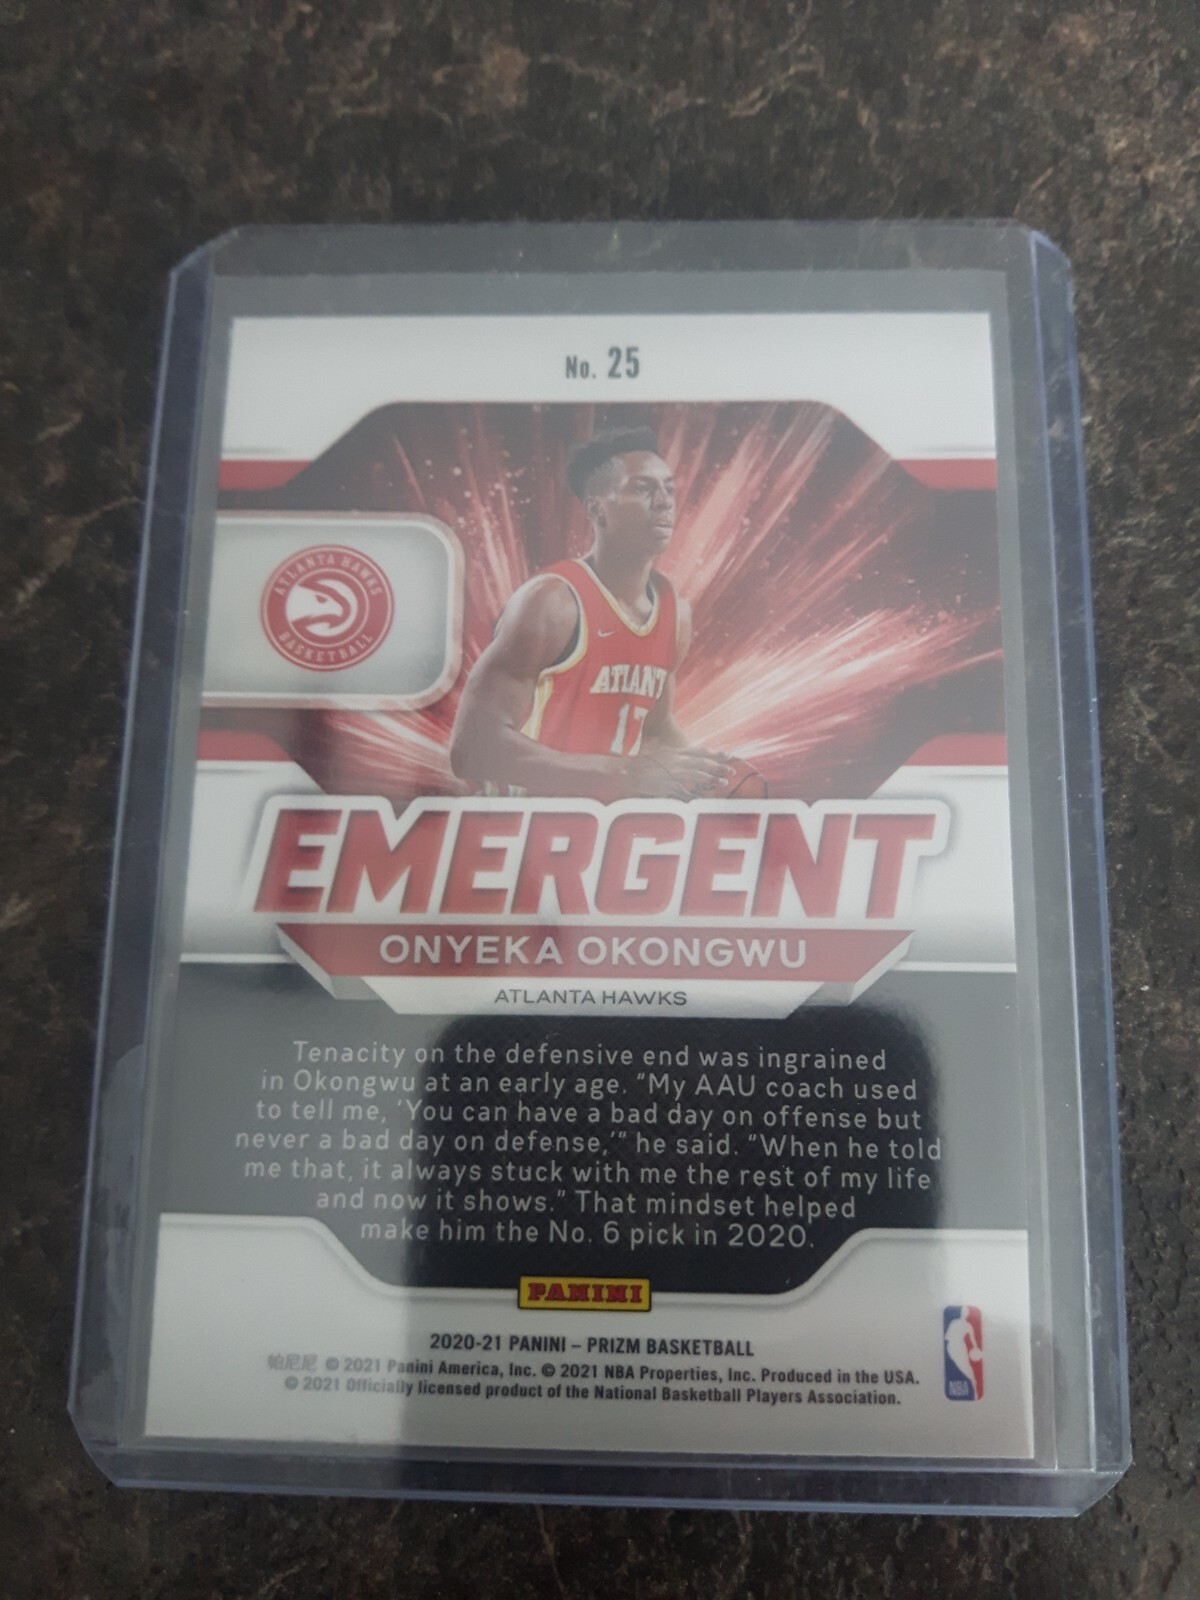 No. 25
ATLANTA HAWKS
BASKETBALL
ATLANT
17
EMERGENT
ONYEKA OKONGWU
ATLANTA HAWKS
Tenacity on the defensive end was ingrained
in Okongwu at an early age. "My AAU coach used
to tell me, 'You can have a bad day on offense but
never a bad day on defense,'" he said. "When he told
me that, it always stuck with me the rest of my life
and now it shows." That mindset helped
make him the No. 6 pick in 2020.
PANINI
2020-21 PANINI – PRIZM BASKETBALL
帕尼尼 © 2021 Panini America, Inc. © 2021 NBA Properties, Inc. Produced in the USA.
© 2021 Officially licensed product of the National Basketball Players Association.
NBA